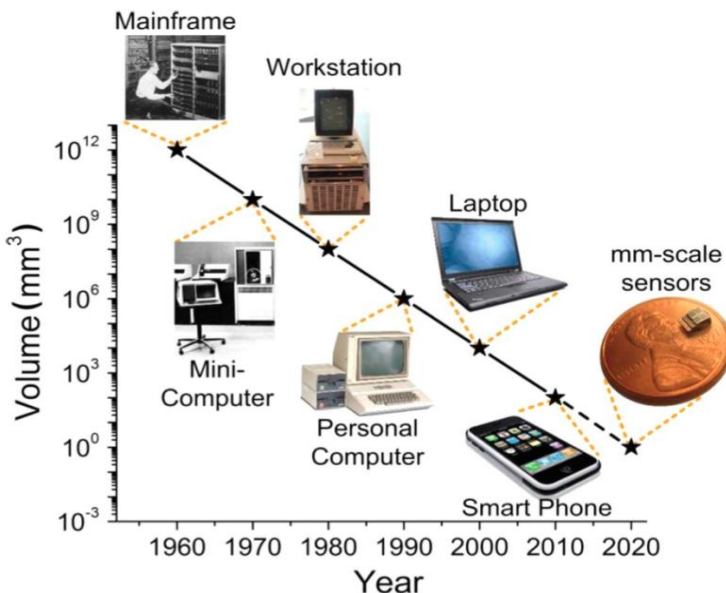 Mainframe
Workstation
Laptop
mm-scale
sensors
Mini-
Computer
Personal
Computer
Smart Phone
Volume (mm³)
10¹²
10⁹
10⁶
10³
10⁰
10⁻³
1960 1970 1980 1990 2000 2010 2020
Year